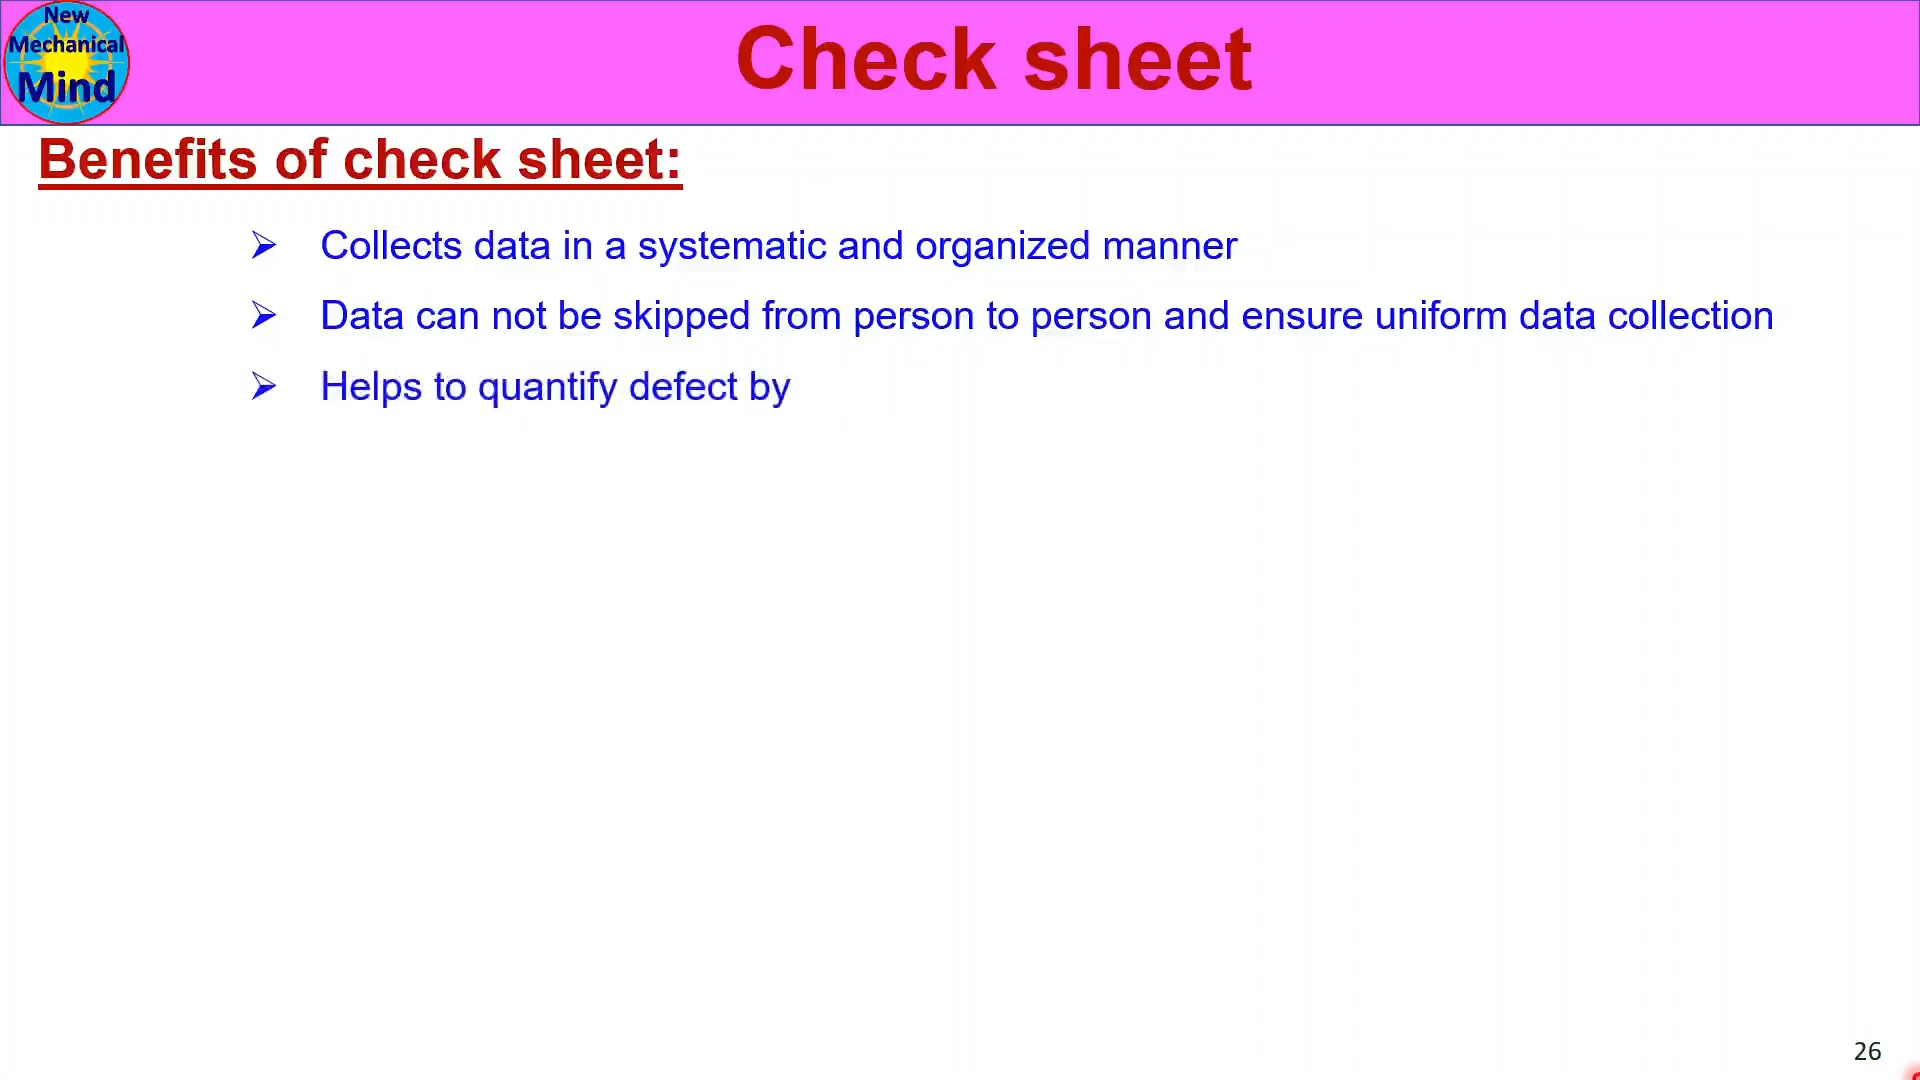 New
Mechanical
Mind
Check sheet
Benefits of check sheet:
➢ Collects data in a systematic and organized manner
➢ Data can not be skipped from person to person and ensure uniform data collection
➢ Helps to quantify defect by
26